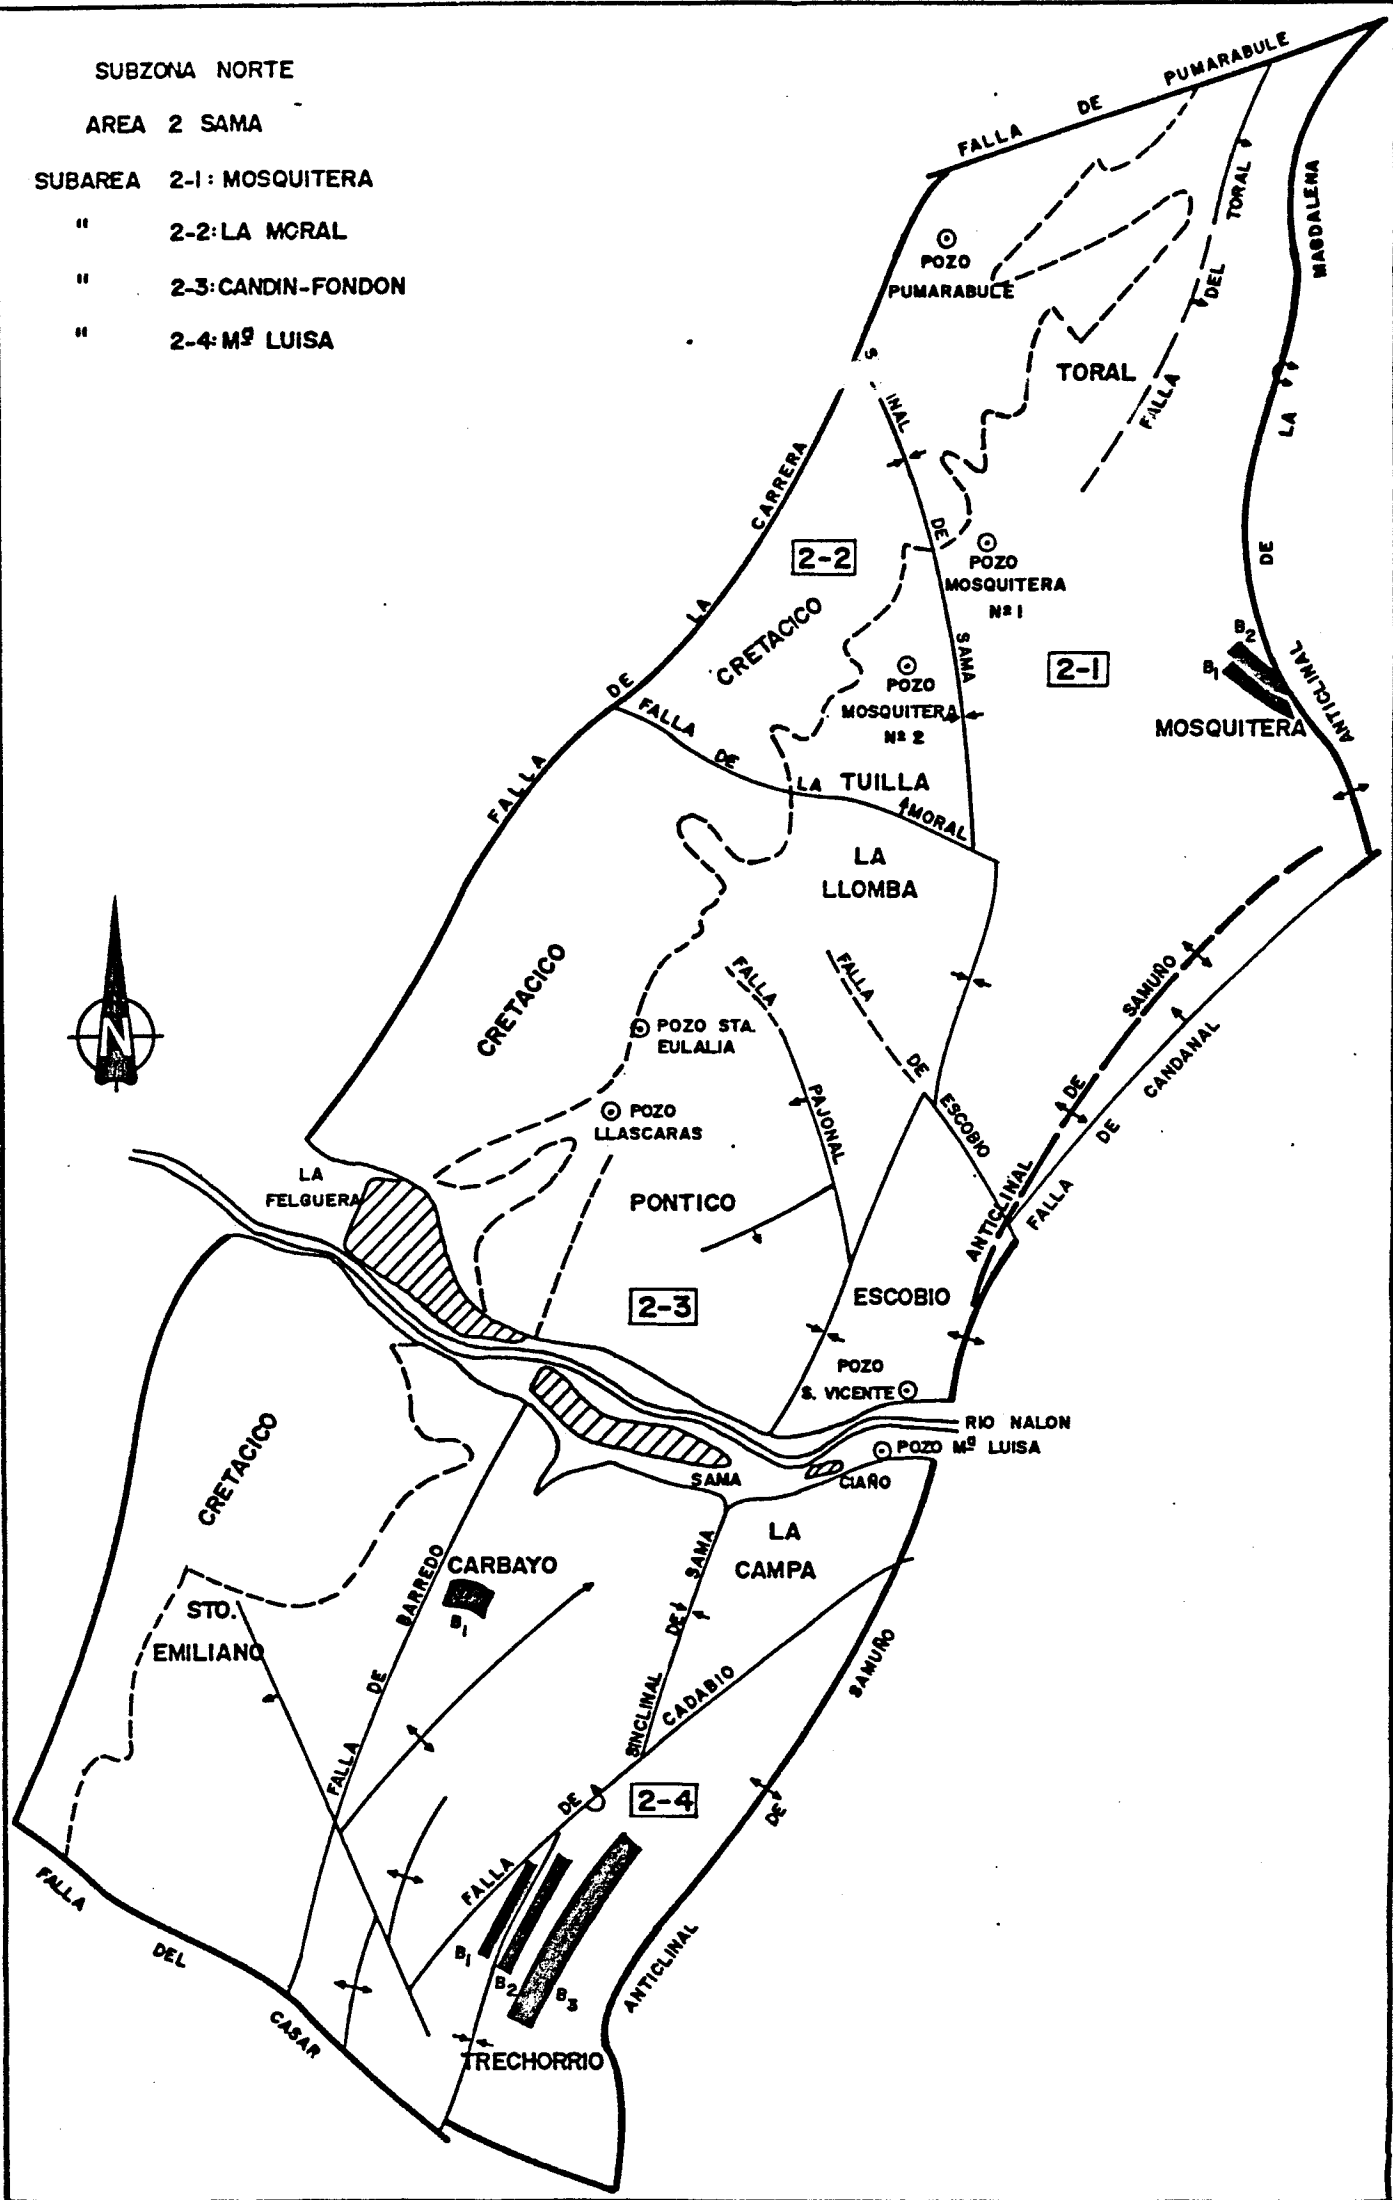 SUBZONA NORTE
AREA 2 SAMA
SUBAREA 2-1: MOSQUITERA
" 2-2: LA MORAL
" 2-3: CANDIN-FONDON
" 2-4: Mª LUISA
FALLA DE PUMARABULE
POZO
PUMARABULE
FALLA DEL TORAL
TORAL
ANTICLINAL DE LA MAGDALENA
FALLA DE LA CARRERA
S INAL DE SAMA
2-2
CRETACICO
POZO
MOSQUITERA
Nº 1
POZO
MOSQUITERA
Nº 2
2-1
B2
B1
MOSQUITERA
FALLA DE LA MORAL
TUILLA
LA
LLOMBA
CRETACICO
FALLA PAJONAL
FALLA DE ESCOBIO
ANTICLINAL DE SAMUÑO
FALLA DE CANDANAL
N
POZO STA.
EULALIA
POZO
LLASCARAS
LA
FELGUERA
PONTICO
2-3
ESCOBIO
POZO
S. VICENTE
RIO NALON
POZO Mª LUISA
SAMA
CIAÑO
CRETACICO
LA
CAMPA
CARBAYO
B1
STO.
EMILIANO
FALLA DE BARREDO
SINCLINAL DE SAMA
FALLA DE CADABIO
2-4
ANTICLINAL DE SAMUÑO
B1
B2
B3
FALLA DEL CASAR
TRECHORRIO